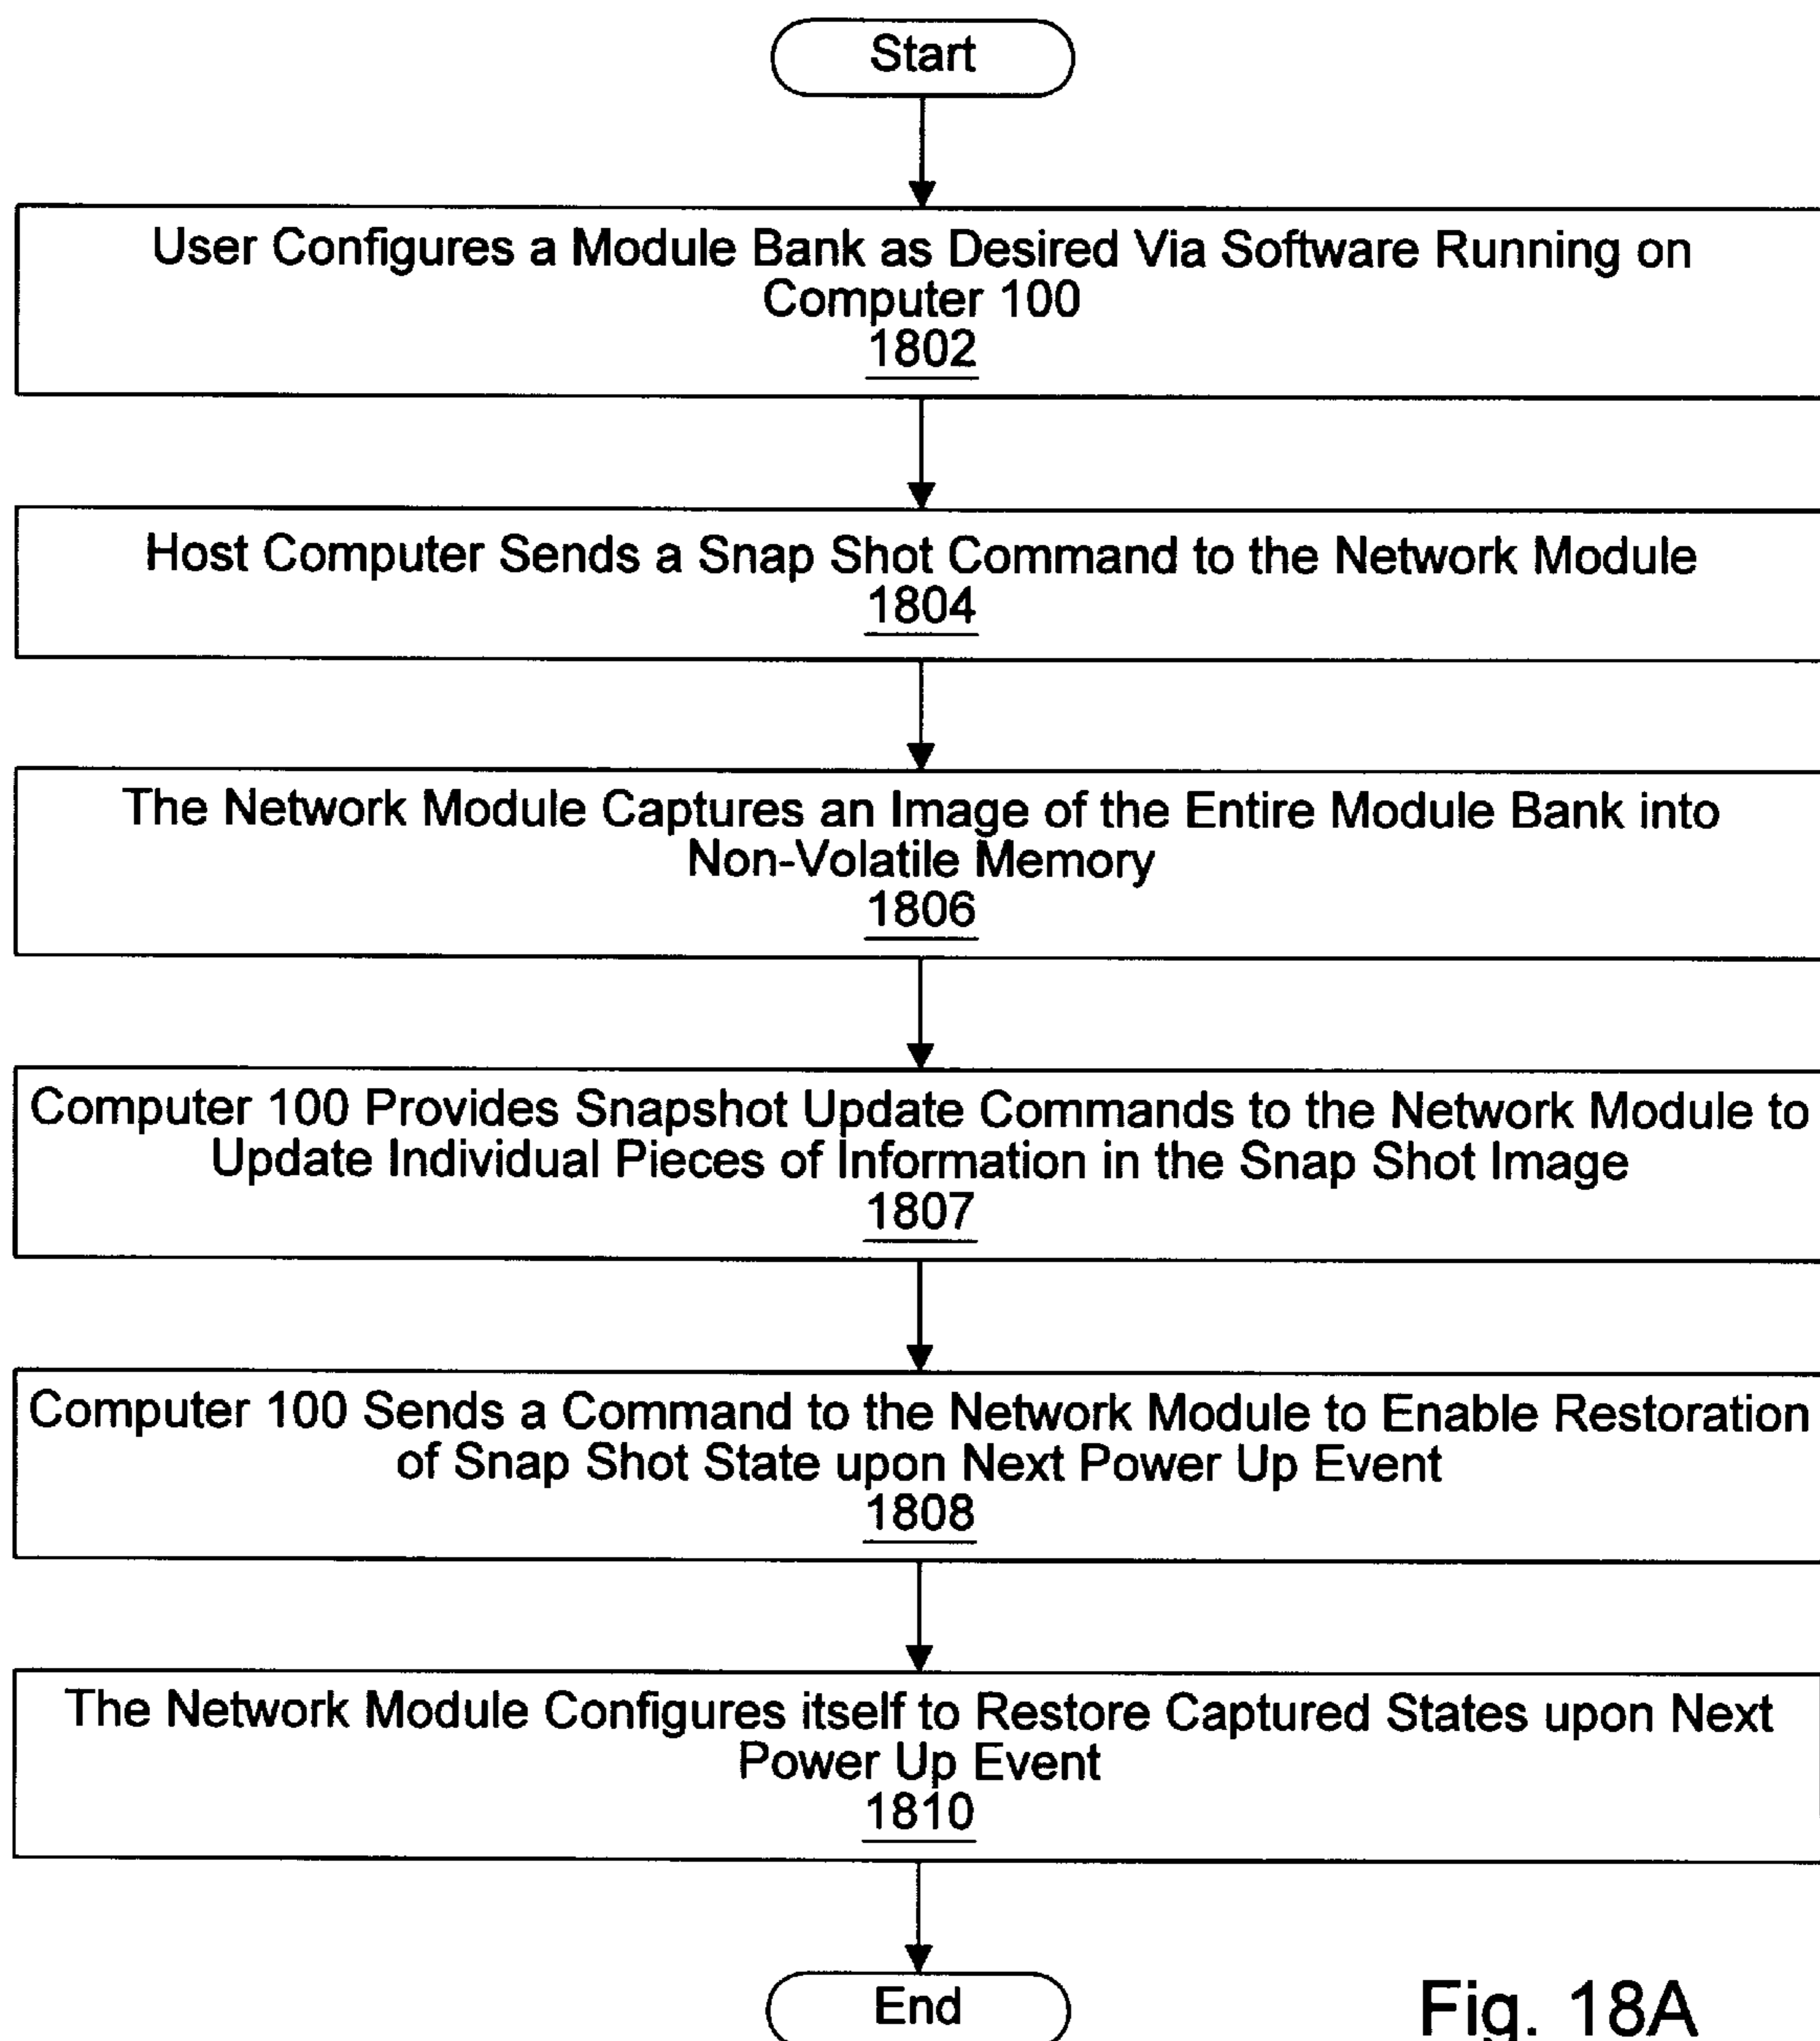 Start
User Configures a Module Bank as Desired Via Software Running on
Computer 100
1802
Host Computer Sends a Snap Shot Command to the Network Module
1804
The Network Module Captures an Image of the Entire Module Bank into
Non-Volatile Memory
1806
Computer 100 Provides Snapshot Update Commands to the Network Module to
Update Individual Pieces of Information in the Snap Shot Image
1807
Computer 100 Sends a Command to the Network Module to Enable Restoration
of Snap Shot State upon Next Power Up Event
1808
The Network Module Configures itself to Restore Captured States upon Next
Power Up Event
1810
End
Fig. 18A